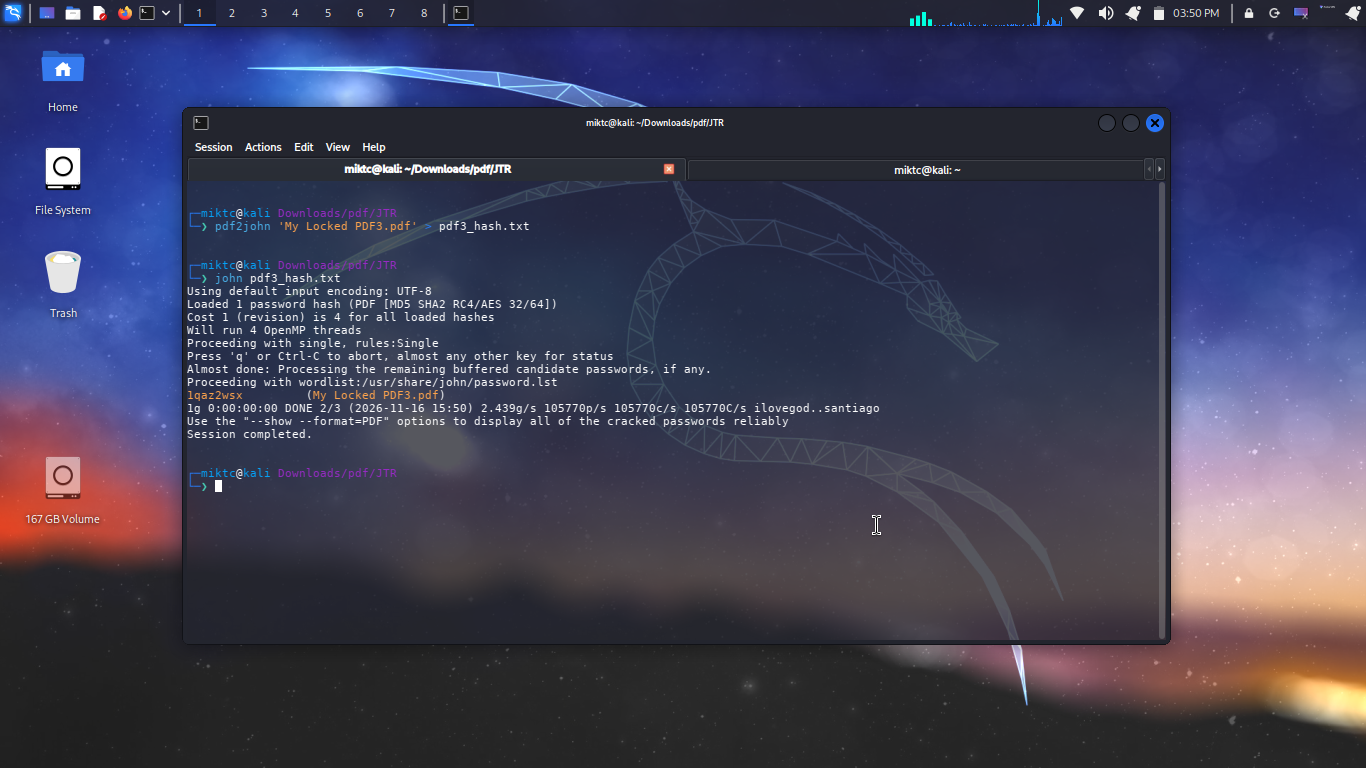 1 2 3 4 5 6 7 8
03:50 PM
Home
File System
Trash
167 GB Volume
miktc@kali: ~/Downloads/pdf/JTR
Session Actions Edit View Help
miktc@kali: ~/Downloads/pdf/JTR
miktc@kali: ~
┌─miktc@kali Downloads/pdf/JTR
└─❯ pdf2john 'My Locked PDF3.pdf' > pdf3_hash.txt
┌─miktc@kali Downloads/pdf/JTR
└─❯ john pdf3_hash.txt
Using default input encoding: UTF-8
Loaded 1 password hash (PDF [MD5 SHA2 RC4/AES 32/64])
Cost 1 (revision) is 4 for all loaded hashes
Will run 4 OpenMP threads
Proceeding with single, rules:Single
Press 'q' or Ctrl-C to abort, almost any other key for status
Almost done: Processing the remaining buffered candidate passwords, if any.
Proceeding with wordlist:/usr/share/john/password.lst
1qaz2wsx         (My Locked PDF3.pdf)
1g 0:00:00:00 DONE 2/3 (2026-11-16 15:50) 2.439g/s 105770p/s 105770c/s 105770C/s ilovegod..santiago
Use the "--show --format=PDF" options to display all of the cracked passwords reliably
Session completed.
┌─miktc@kali Downloads/pdf/JTR
└─❯